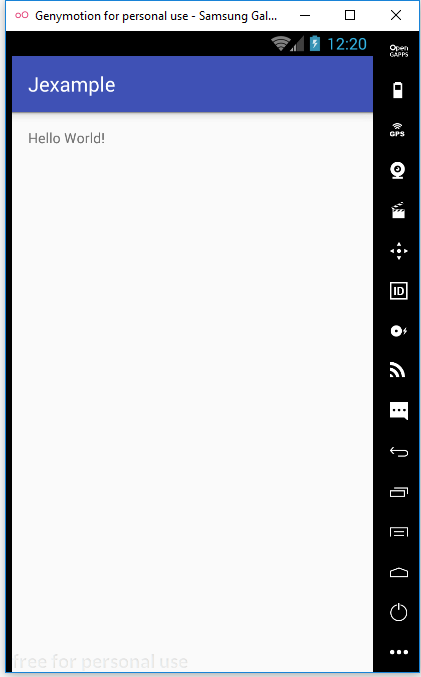 Genymotion for personal use - Samsung Gal...
12:20
Open
GAPPS
Jexample
GPS
Hello World!
ID
free for personal use